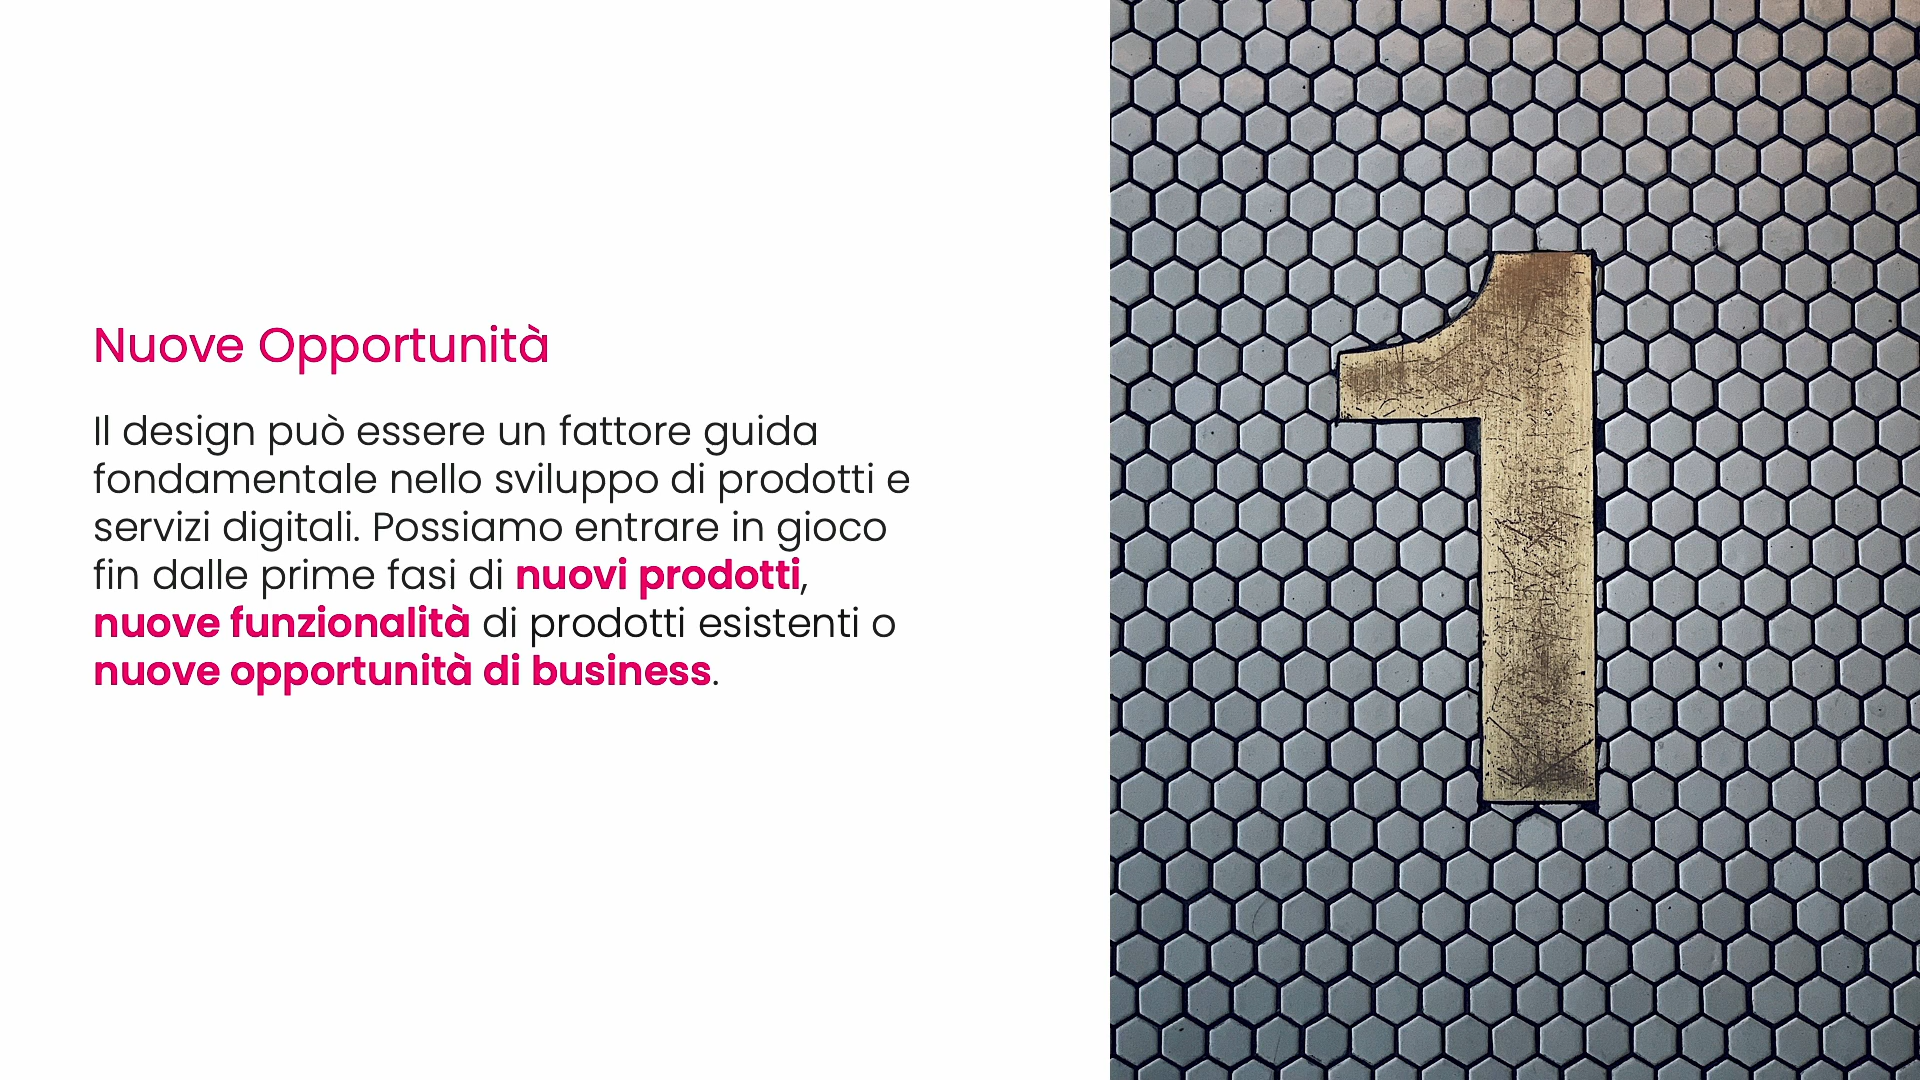 Nuove Opportunità
Il design può essere un fattore guida
fondamentale nello sviluppo di prodotti e
servizi digitali. Possiamo entrare in gioco
fin dalle prime fasi di nuovi prodotti,
nuove funzionalità di prodotti esistenti o
nuove opportunità di business.
1